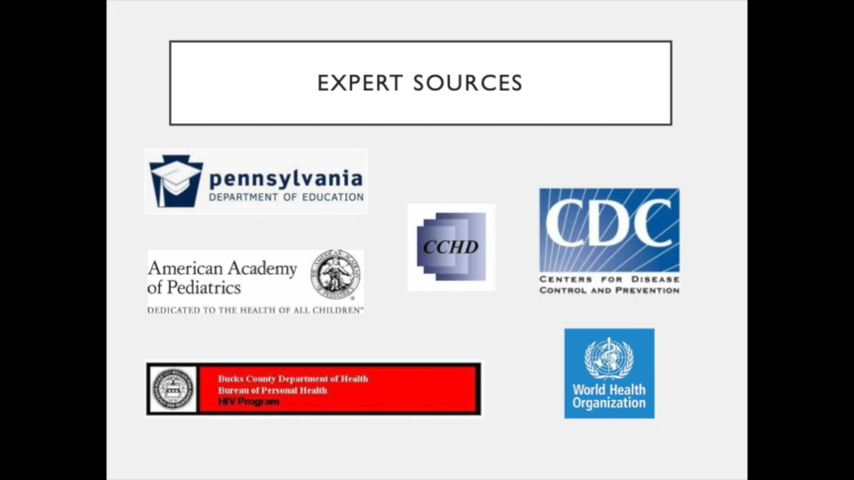 EXPERT SOURCES
pennsylvania
DEPARTMENT OF EDUCATION
CCHD
CDC
CENTERS FOR DISEASE
CONTROL AND PREVENTION
American Academy
of Pediatrics
DEDICATED TO THE HEALTH OF ALL CHILDREN™
Bucks County Department of Health
Bureau of Personal Health
HIV Program
World Health
Organization